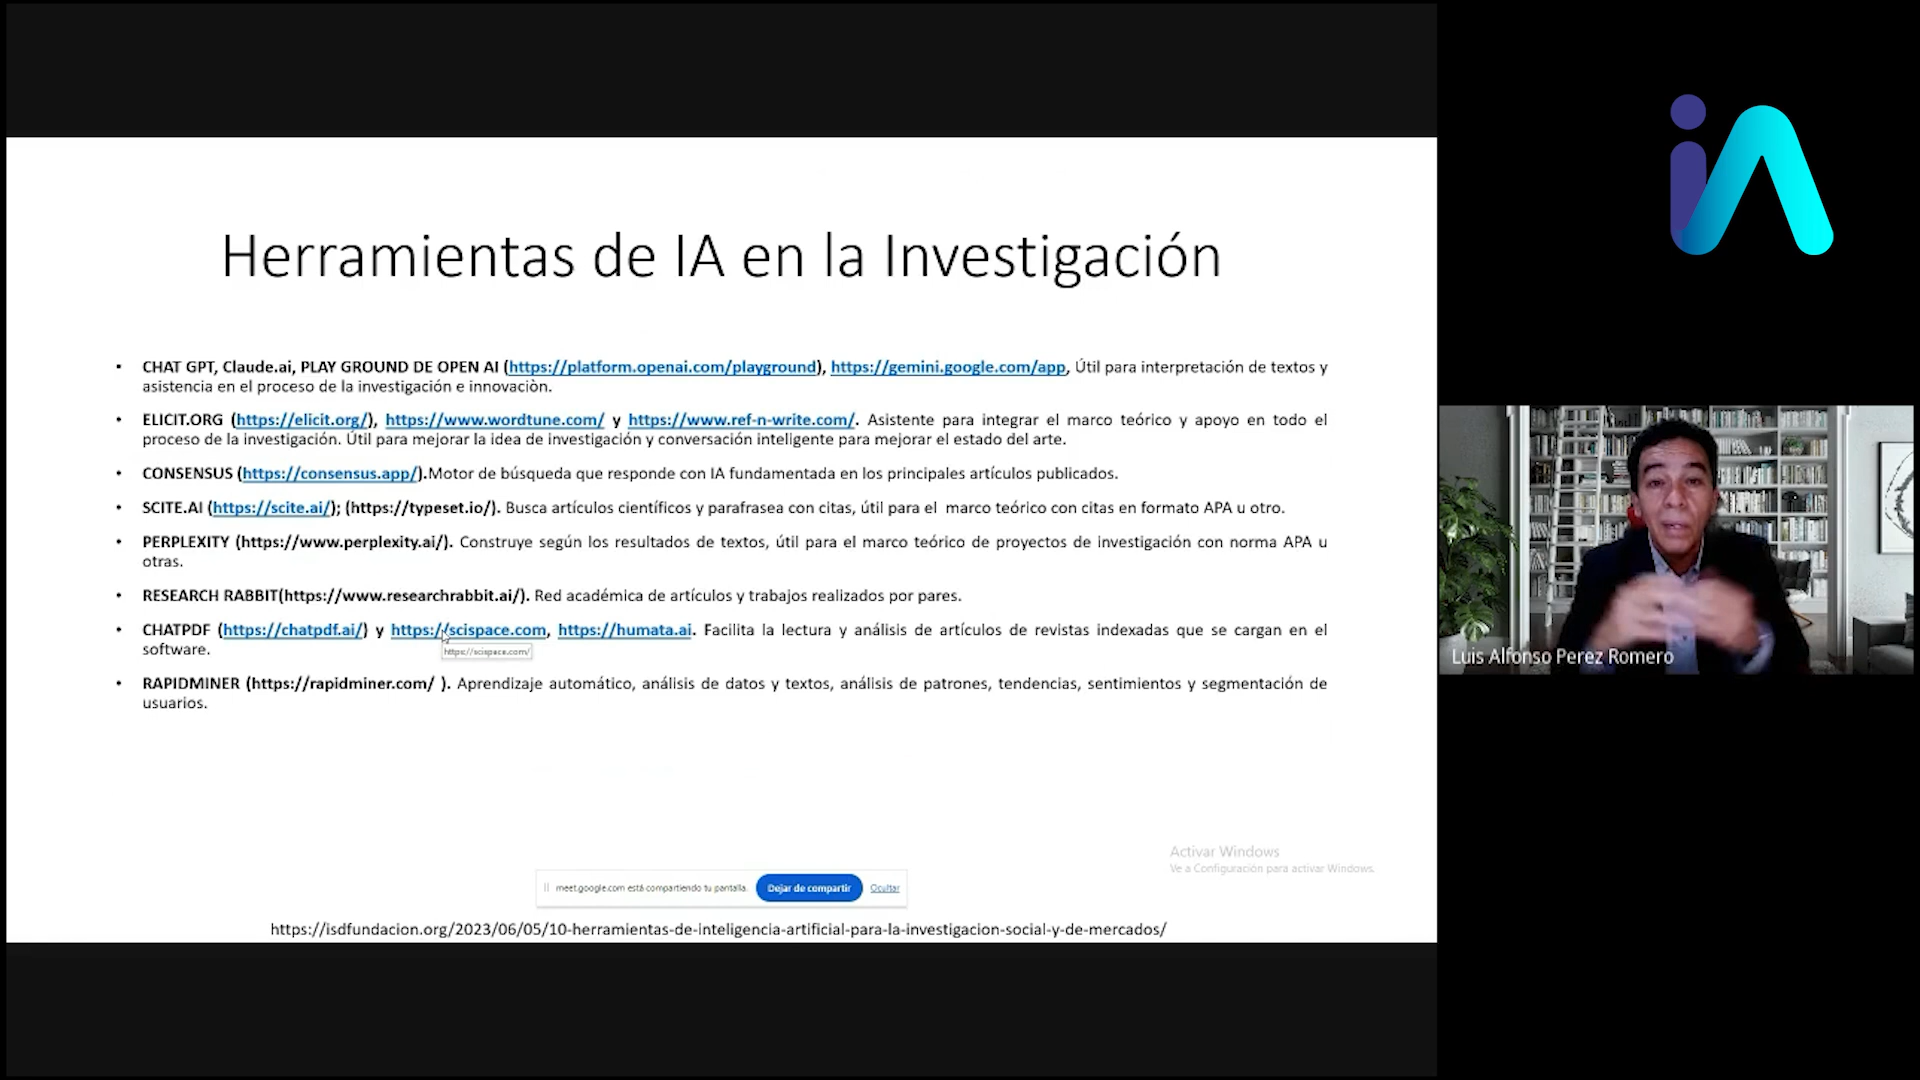 iA
Herramientas de IA en la Investigación
• CHAT GPT, Claude.ai, PLAY GROUND DE OPEN AI (https://platform.openai.com/playground), https://gemini.google.com/app, Útil para interpretación de textos y
asistencia en el proceso de la investigación e innovaciòn.
• ELICIT.ORG (https://elicit.org/), https://www.wordtune.com/ y https://www.ref-n-write.com/. Asistente para integrar el marco teórico y apoyo en todo el
proceso de la investigación. Útil para mejorar la idea de investigación y conversación inteligente para mejorar el estado del arte.
• CONSENSUS (https://consensus.app/).Motor de búsqueda que responde con IA fundamentada en los principales artículos publicados.
• SCITE.AI (https://scite.ai/); (https://typeset.io/). Busca artículos científicos y parafrasea con citas, útil para el marco teórico con citas en formato APA u otro.
• PERPLEXITY (https://www.perplexity.ai/). Construye según los resultados de textos, útil para el marco teórico de proyectos de investigación con norma APA u
otras.
• RESEARCH RABBIT(https://www.researchrabbit.ai/). Red académica de artículos y trabajos realizados por pares.
• CHATPDF (https://chatpdf.ai/) y https://scispace.com, https://humata.ai. Facilita la lectura y análisis de artículos de revistas indexadas que se cargan en el
software.
https://scispace.com/
• RAPIDMINER (https://rapidminer.com/ ). Aprendizaje automático, análisis de datos y textos, análisis de patrones, tendencias, sentimientos y segmentación de
usuarios.
Luis Alfonso Perez Romero
Activar Windows
Ve a Configuración para activar Windows.
meet.google.com está compartiendo tu pantalla. Dejar de compartir Ocultar
https://isdfundacion.org/2023/06/05/10-herramientas-de-inteligencia-artificial-para-la-investigacion-social-y-de-mercados/